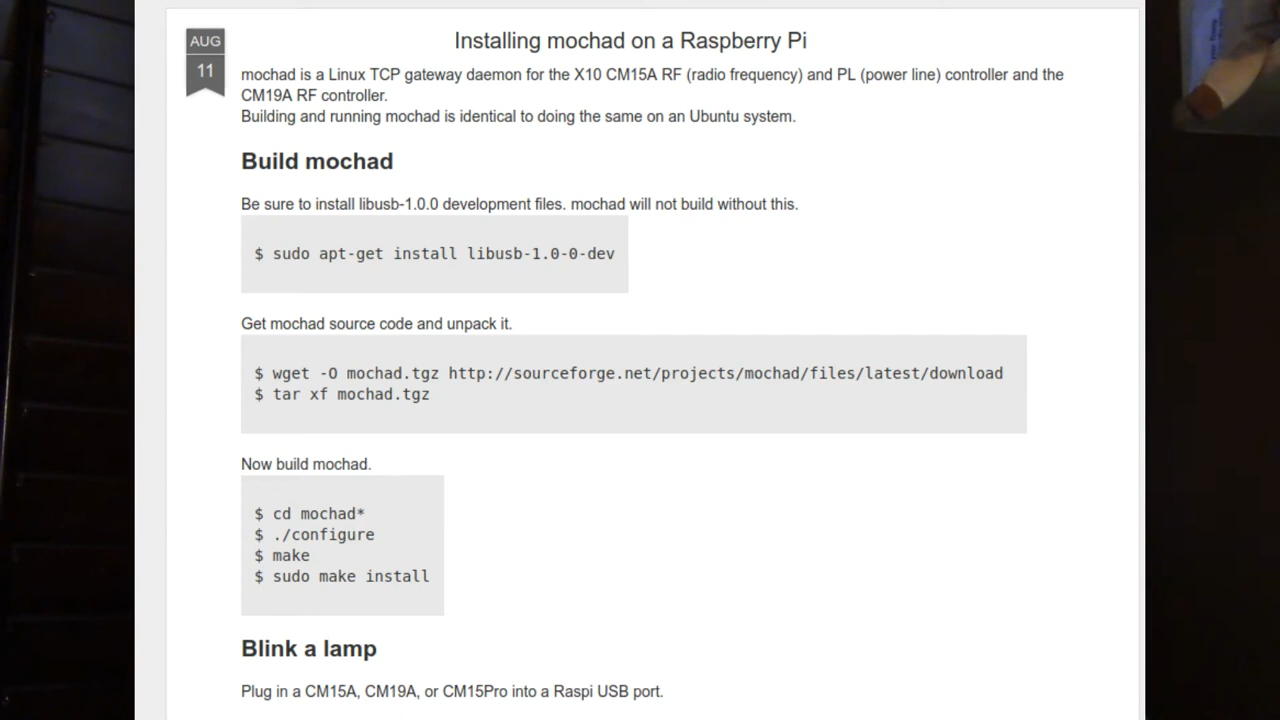 AUG
11
Installing mochad on a Raspberry Pi
mochad is a Linux TCP gateway daemon for the X10 CM15A RF (radio frequency) and PL (power line) controller and the
CM19A RF controller.
Building and running mochad is identical to doing the same on an Ubuntu system.
Build mochad
Be sure to install libusb-1.0.0 development files. mochad will not build without this.
$ sudo apt-get install libusb-1.0-0-dev
Get mochad source code and unpack it.
$ wget -O mochad.tgz http://sourceforge.net/projects/mochad/files/latest/download
$ tar xf mochad.tgz
Now build mochad.
$ cd mochad*
$ ./configure
$ make
$ sudo make install
Blink a lamp
Plug in a CM15A, CM19A, or CM15Pro into a Raspi USB port.